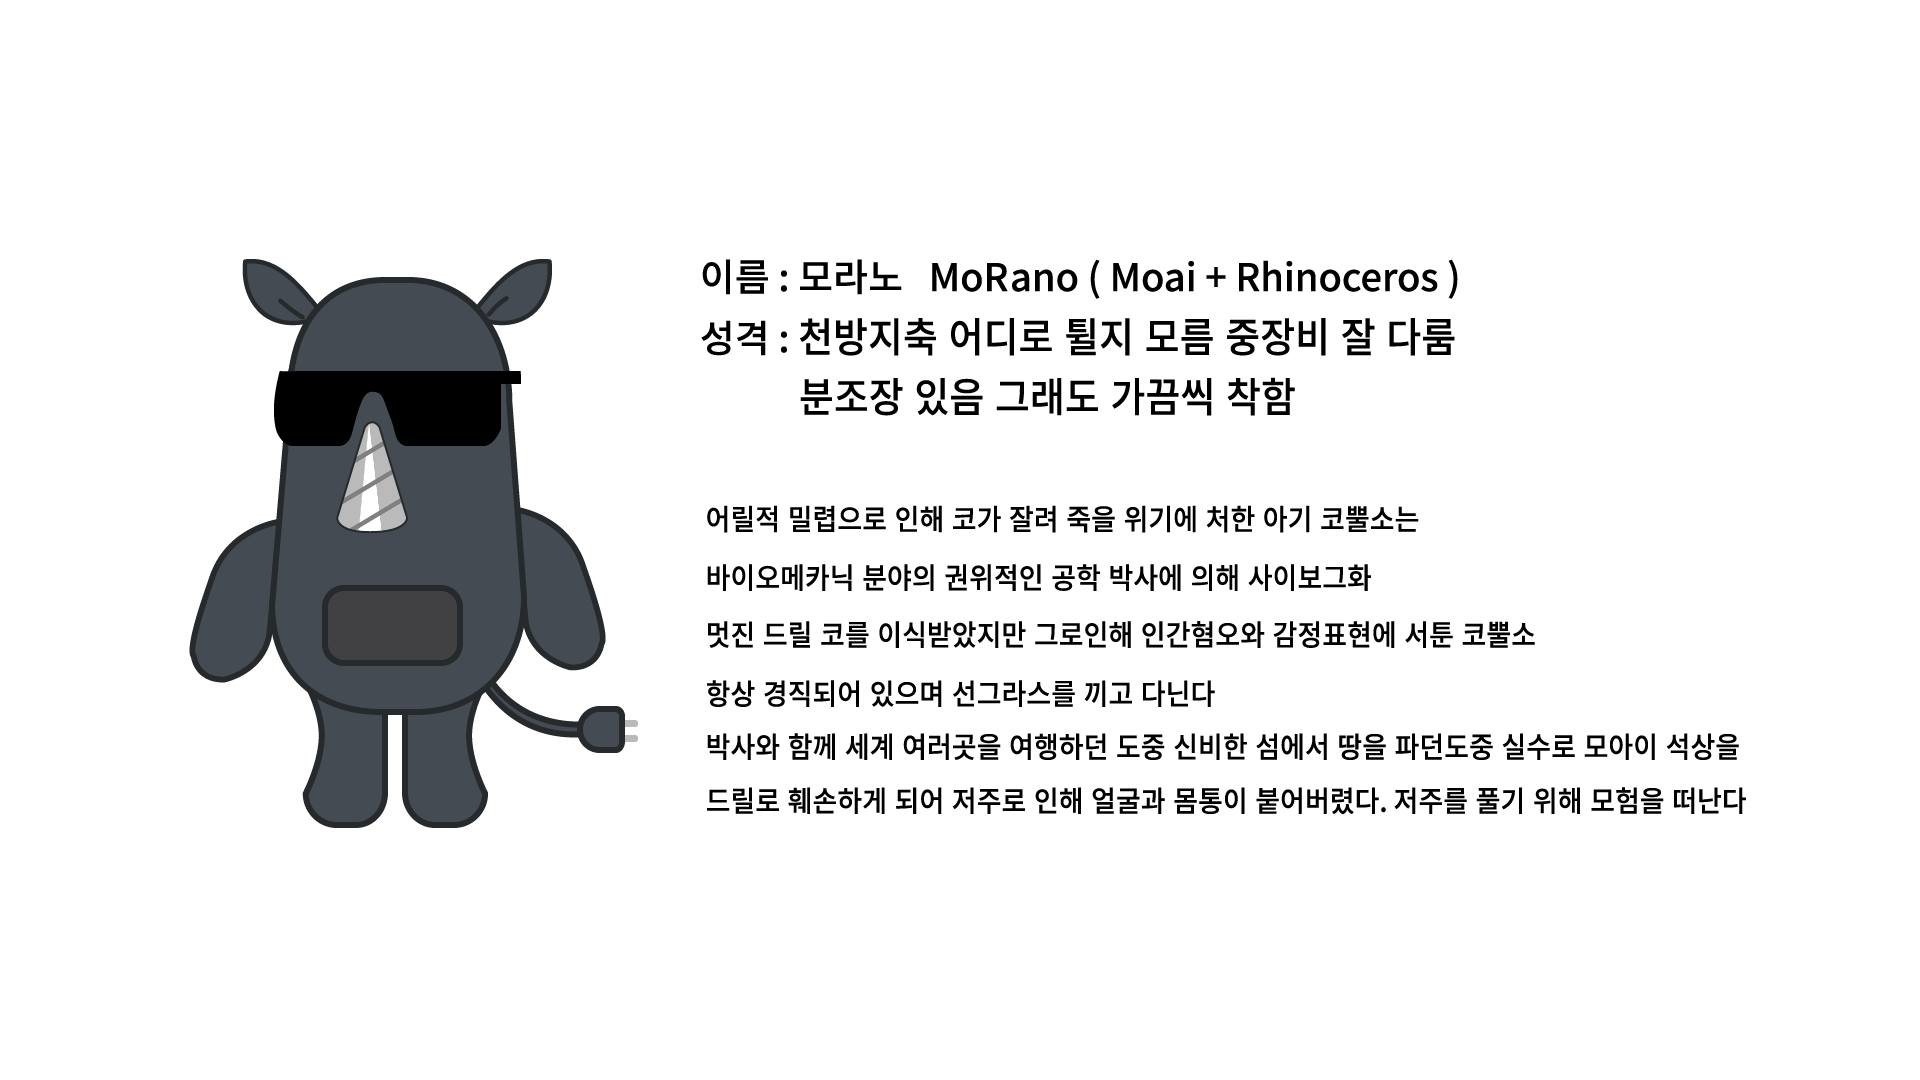 이름 : 모라노 MoRano ( Moai + Rhinoceros )
성격 : 천방지축 어디로 튈지 모름 중장비 잘 다룸
분조장 있음 그래도 가끔씩 착함
어릴적 밀렵으로 인해 코가 잘려 죽을 위기에 처한 아기 코뿔소는
바이오메카닉 분야의 권위적인 공학 박사에 의해 사이보그화
멋진 드릴 코를 이식받았지만 그로인해 인간혐오와 감정표현에 서툰 코뿔소
항상 경직되어 있으며 선그라스를 끼고 다닌다
박사와 함께 세계 여러곳을 여행하던 도중 신비한 섬에서 땅을 파던도중 실수로 모아이 석상을
드릴로 훼손하게 되어 저주로 인해 얼굴과 몸통이 붙어버렸다. 저주를 풀기 위해 모험을 떠난다